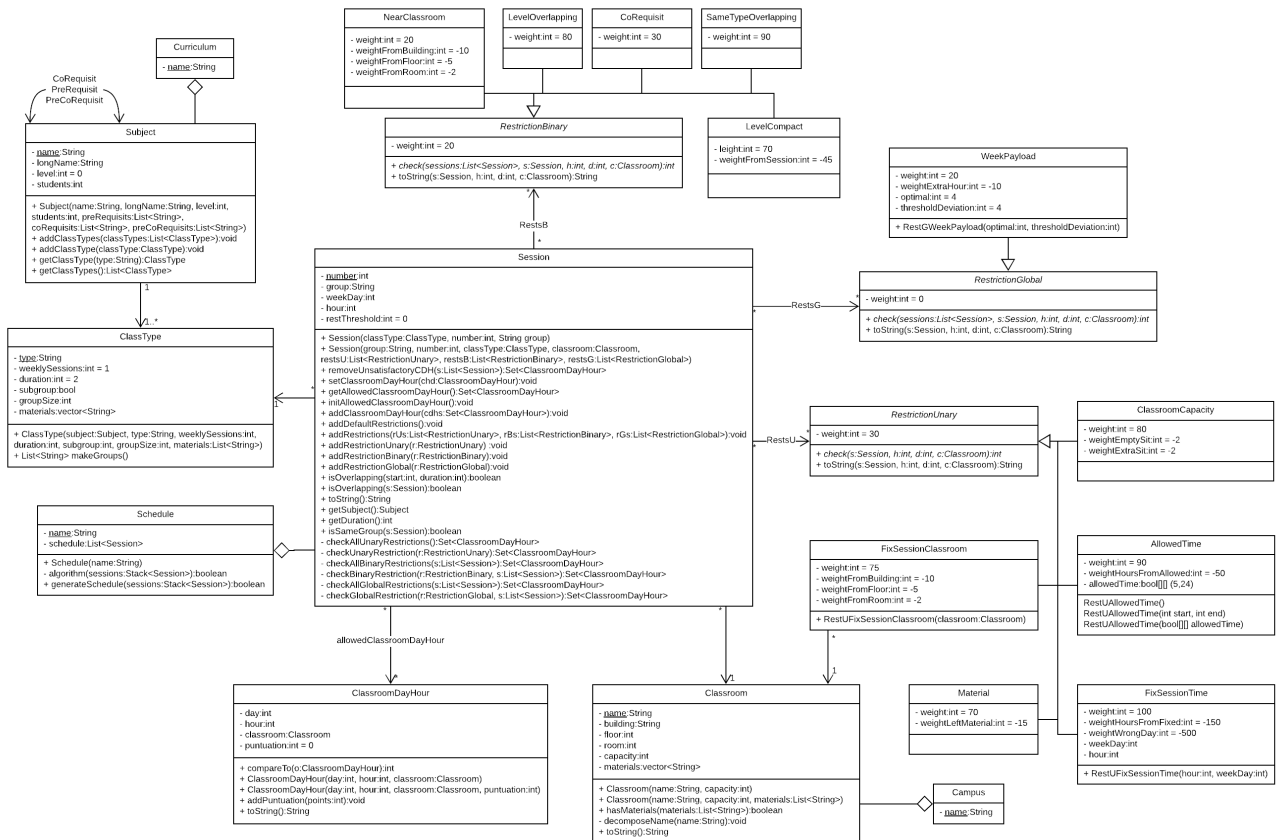 NearClassroom
- weight:int = 20
- weightFromBuilding:int = -10
- weightFromFloor:int = -5
- weightFromRoom:int = -2
LevelOverlapping
- weight:int = 80
CoRequisit
- weight:int = 30
SameTypeOverlapping
- weight:int = 90
Curriculum
- name:String
CoRequisit
PreRequisit
PreCoRequisit
Subject
- name:String
- longName:String
- level:int = 0
- students:int
+ Subject(name:String, longName:String, level:int,
students:int, preRequisits:List<String>,
coRequisits:List<String>, preCoRequisits:List<String>)
+ addClassTypes(classTypes:List<ClassType>):void
+ addClassType(classType:ClassType):void
+ getClassType(type:String):ClassType
+ getClassTypes():List<ClassType>
RestrictionBinary
- weight:int = 20
+ check(sessions:List<Session>, s:Session, h:int, d:int, c:Classroom):int
+ toString(s:Session, h:int, d:int, c:Classroom):String
LevelCompact
- leight:int = 70
- weightFromSession:int = -45
WeekPayload
- weight:int = 20
- weightExtraHour:int = -10
- optimal:int = 4
- thresholdDeviation:int = 4
+ RestGWeekPayload(optimal:int, thresholdDeviation:int)
*
RestsB
*
Session
- number:int
- group:String
- weekDay:int
- hour:int
- restThreshold:int = 0
+ Session(classType:ClassType, number:int, String group)
+ Session(group:String, number:int, classType:ClassType, classroom:Classroom,
restsU:List<RestrictionUnary>, restsB:List<RestrictionBinary>, restsG:List<RestrictionGlobal>)
+ removeUnsatisfactoryCDH(s:List<Session>):Set<ClassroomDayHour>
+ setClassroomDayHour(chd:ClassroomDayHour):void
+ getAllowedClassroomDayHour():Set<ClassroomDayHour>
+ initAllowedClassroomDayHour():void
+ addClassroomDayHour(cdhs:Set<ClassroomDayHour>):void
+ addDefaultRestrictions():void
+ addRestrictions(rUs:List<RestrictionUnary>, rBs:List<RestrictionBinary>, rGs:List<RestrictionGlobal>):void
+ addRestrictionUnary(r:RestrictionUnary) :void
+ addRestrictionBinary(r:RestrictionBinary):void
+ addRestrictionGlobal(r:RestrictionGlobal):void
+ isOverlapping(start:int, duration:int):boolean
+ isOverlapping(s:Session):boolean
+ toString():String
+ getSubject():Subject
+ getDuration():int
+ isSameGroup(s:Session):boolean
- checkAllUnaryRestrictions():Set<ClassroomDayHour>
- checkUnaryRestriction(r:RestrictionUnary):Set<ClassroomDayHour>
- checkAllBinaryRestrictions(s:List<Session>):Set<ClassroomDayHour>
- checkBinaryRestriction(r:RestrictionBinary, s:List<Session>):Set<ClassroomDayHour>
- checkAllGlobalRestrictions(s:List<Session>):Set<ClassroomDayHour>
- checkGlobalRestriction(r:RestrictionGlobal, s:List<Session>):Set<ClassroomDayHour>
*
RestsG
*
RestrictionGlobal
- weight:int = 0
+ check(sessions:List<Session>, s:Session, h:int, d:int, c:Classroom):int
+ toString(s:Session, h:int, d:int, c:Classroom):String
1
1..*
ClassType
- type:String
- weeklySessions:int = 1
- duration:int = 2
- subgroup:bool
- groupSize:int
- materials:vector<String>
+ ClassType(subject:Subject, type:String, weeklySessions:int,
duration:int, subgroup:int, groupSize:int, materials:List<String>)
+ List<String> makeGroups()
*
1
RestrictionUnary
- weight:int = 30
+ check(s:Session, h:int, d:int, c:Classroom):int
+ toString(s:Session, h:int, d:int, c:Classroom):String
*
RestsU
*
ClassroomCapacity
- weight:int = 80
- weightEmptySit:int = -2
- weightExtraSit:int = -2
Schedule
- name:String
- schedule:List<Session>
+ Schedule(name:String)
- algorithm(sessions:Stack<Session>):boolean
+ generateSchedule(sessions:Stack<Session>):boolean
FixSessionClassroom
- weight:int = 75
- weightFromBuilding:int = -10
- weightFromFloor:int = -5
- weightFromRoom:int = -2
+ RestUFixSessionClassroom(classroom:Classroom)
AllowedTime
- weight:int = 90
- weightHoursFromAllowed:int = -50
- allowedTime:bool[][] (5,24)
RestUAllowedTime()
RestUAllowedTime(int start, int end)
RestUAllowedTime(bool[][] allowedTime)
*
allowedClassroomDayHour
*
*
1
*
1
ClassroomDayHour
- day:int
- hour:int
- classroom:Classroom
- puntuation:int = 0
+ compareTo(o:ClassroomDayHour):int
+ ClassroomDayHour(day:int, hour:int, classroom:Classroom)
+ ClassroomDayHour(day:int, hour:int, classroom:Classroom, puntuation:int)
+ addPuntuation(points:int):void
+ toString():String
Classroom
- name:String
- building:String
- floor:int
- room:int
- capacity:int
- materials:vector<String>
+ Classroom(name:String, capacity:int)
+ Classroom(name:String, capacity:int, materials:List<String>)
+ hasMaterials(materials:List<String>):boolean
- decomposeName(name:String):void
+ toString():String
Material
- weight:int = 70
- weightLeftMaterial:int = -15
FixSessionTime
- weight:int = 100
- weightHoursFromFixed:int = -150
- weightWrongDay:int = -500
- weekDay:int
- hour:int
+ RestUFixSessionTime(hour:int, weekDay:int)
Campus
- name:String